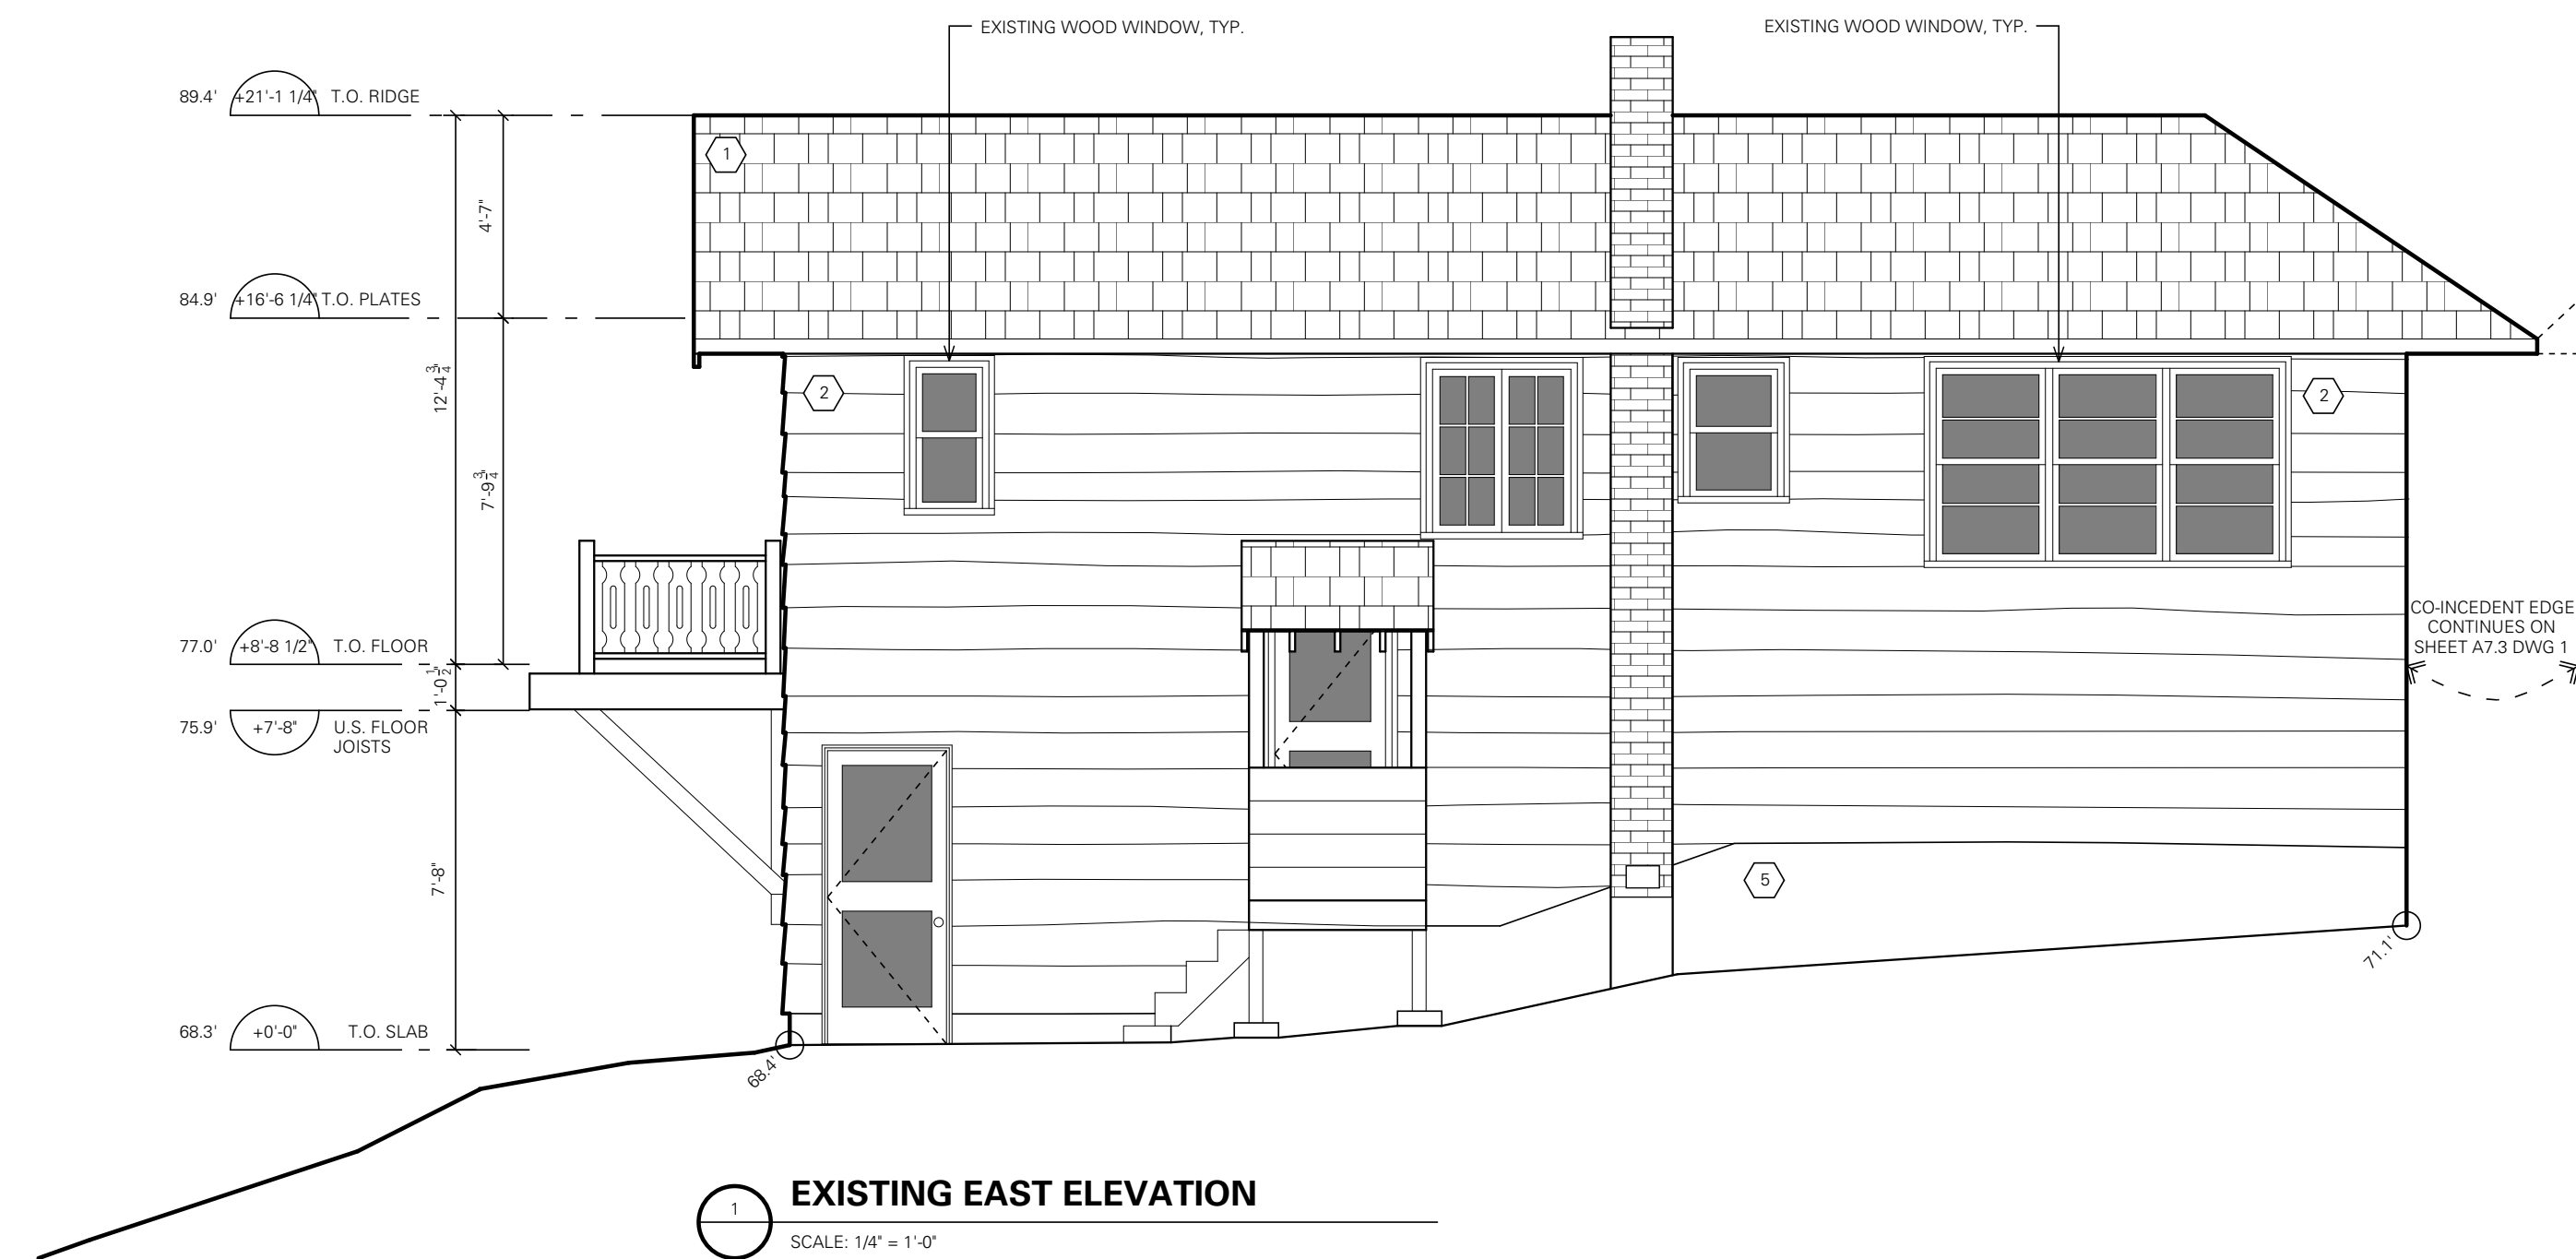 EXISTING WOOD WINDOW, TYP.
EXISTING WOOD WINDOW, TYP.
89.4' +21'-1 1/4" T.O. RIDGE
1
4'-7"
84.9' +16'-6 1/4" T.O. PLATES
12'-4 3/4"
2
2
7'-9 3/4"
CO-INCEDENT EDGE
CONTINUES ON
SHEET A7.3 DWG 1
77.0' +8'-8 1/2" T.O. FLOOR
1'-0 1/2"
75.9' +7'-8" U.S. FLOOR
JOISTS
7'-8"
5
71.1'
68.3' +0'-0" T.O. SLAB
68.4'
1
EXISTING EAST ELEVATION
SCALE: 1/4" = 1'-0"